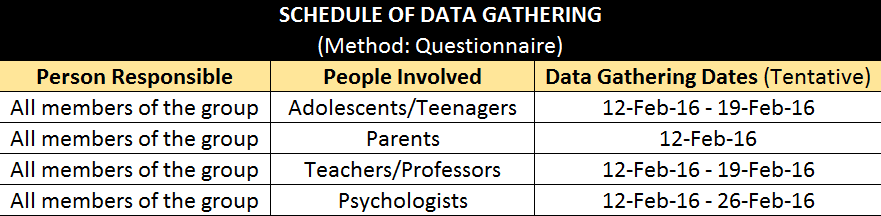 SCHEDULE OF DATA GATHERING
(Method: Questionnaire)
Person Responsible People Involved Data Gathering Dates (Tentative)
All members of the group Adolescents/Teenagers 12-Feb-16 - 19-Feb-16
All members of the group Parents 12-Feb-16
All members of the group Teachers/Professors 12-Feb-16 - 19-Feb-16
All members of the group Psychologists 12-Feb-16 - 26-Feb-16